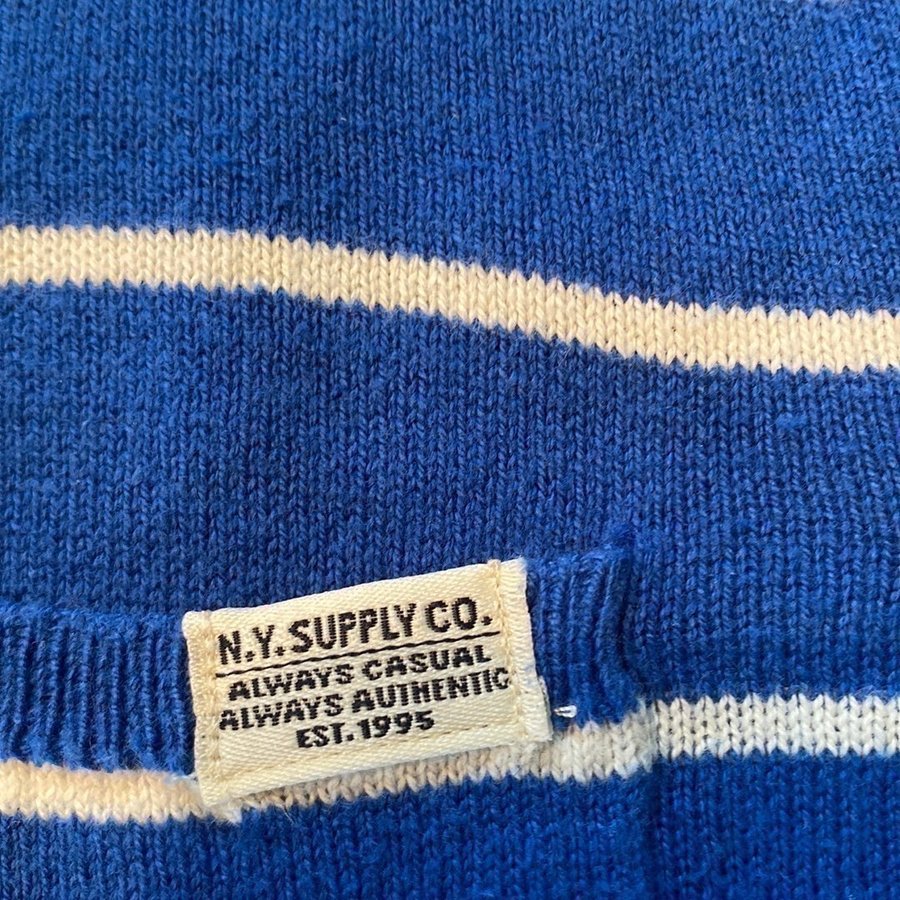 N.Y. SUPPLY CO.
ALWAYS CASUAL
ALWAYS AUTHENTIC
EST. 1995